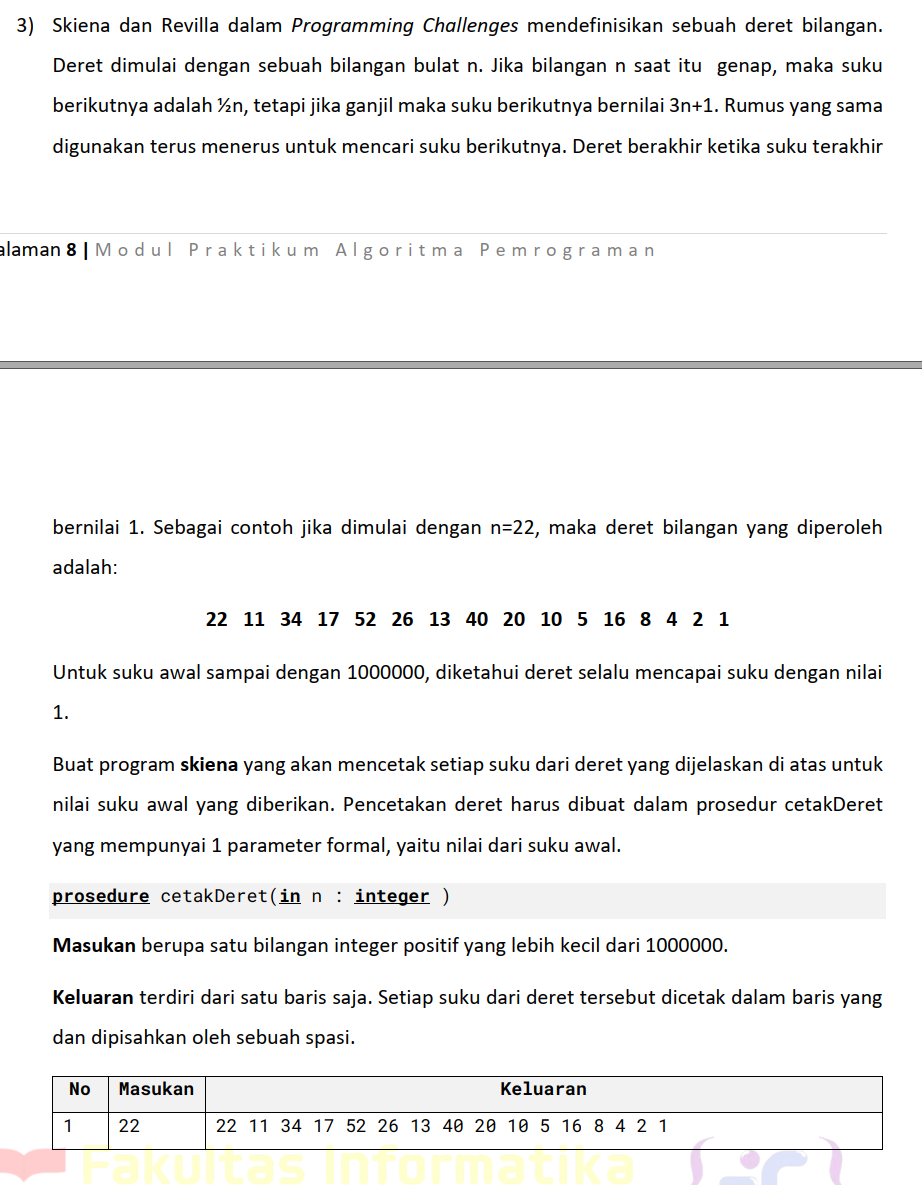 3) Skiena dan Revilla dalam Programming Challenges mendefinisikan sebuah deret bilangan.
Deret dimulai dengan sebuah bilangan bulat n. Jika bilangan n saat itu genap, maka suku
berikutnya adalah ½n, tetapi jika ganjil maka suku berikutnya bernilai 3n+1. Rumus yang sama
digunakan terus menerus untuk mencari suku berikutnya. Deret berakhir ketika suku terakhir
alaman 8 | Modul Praktikum Algoritma Pemrograman
bernilai 1. Sebagai contoh jika dimulai dengan n=22, maka deret bilangan yang diperoleh
adalah:
22 11 34 17 52 26 13 40 20 10 5 16 8 4 2 1
Untuk suku awal sampai dengan 1000000, diketahui deret selalu mencapai suku dengan nilai
1.
Buat program skiena yang akan mencetak setiap suku dari deret yang dijelaskan di atas untuk
nilai suku awal yang diberikan. Pencetakan deret harus dibuat dalam prosedur cetakDeret
yang mempunyai 1 parameter formal, yaitu nilai dari suku awal.
prosedure cetakDeret(in n : integer )
Masukan berupa satu bilangan integer positif yang lebih kecil dari 1000000.
Keluaran terdiri dari satu baris saja. Setiap suku dari deret tersebut dicetak dalam baris yang
dan dipisahkan oleh sebuah spasi.
No Masukan Keluaran
1 22 22 11 34 17 52 26 13 40 20 10 5 16 8 4 2 1
Fakultas Informatika